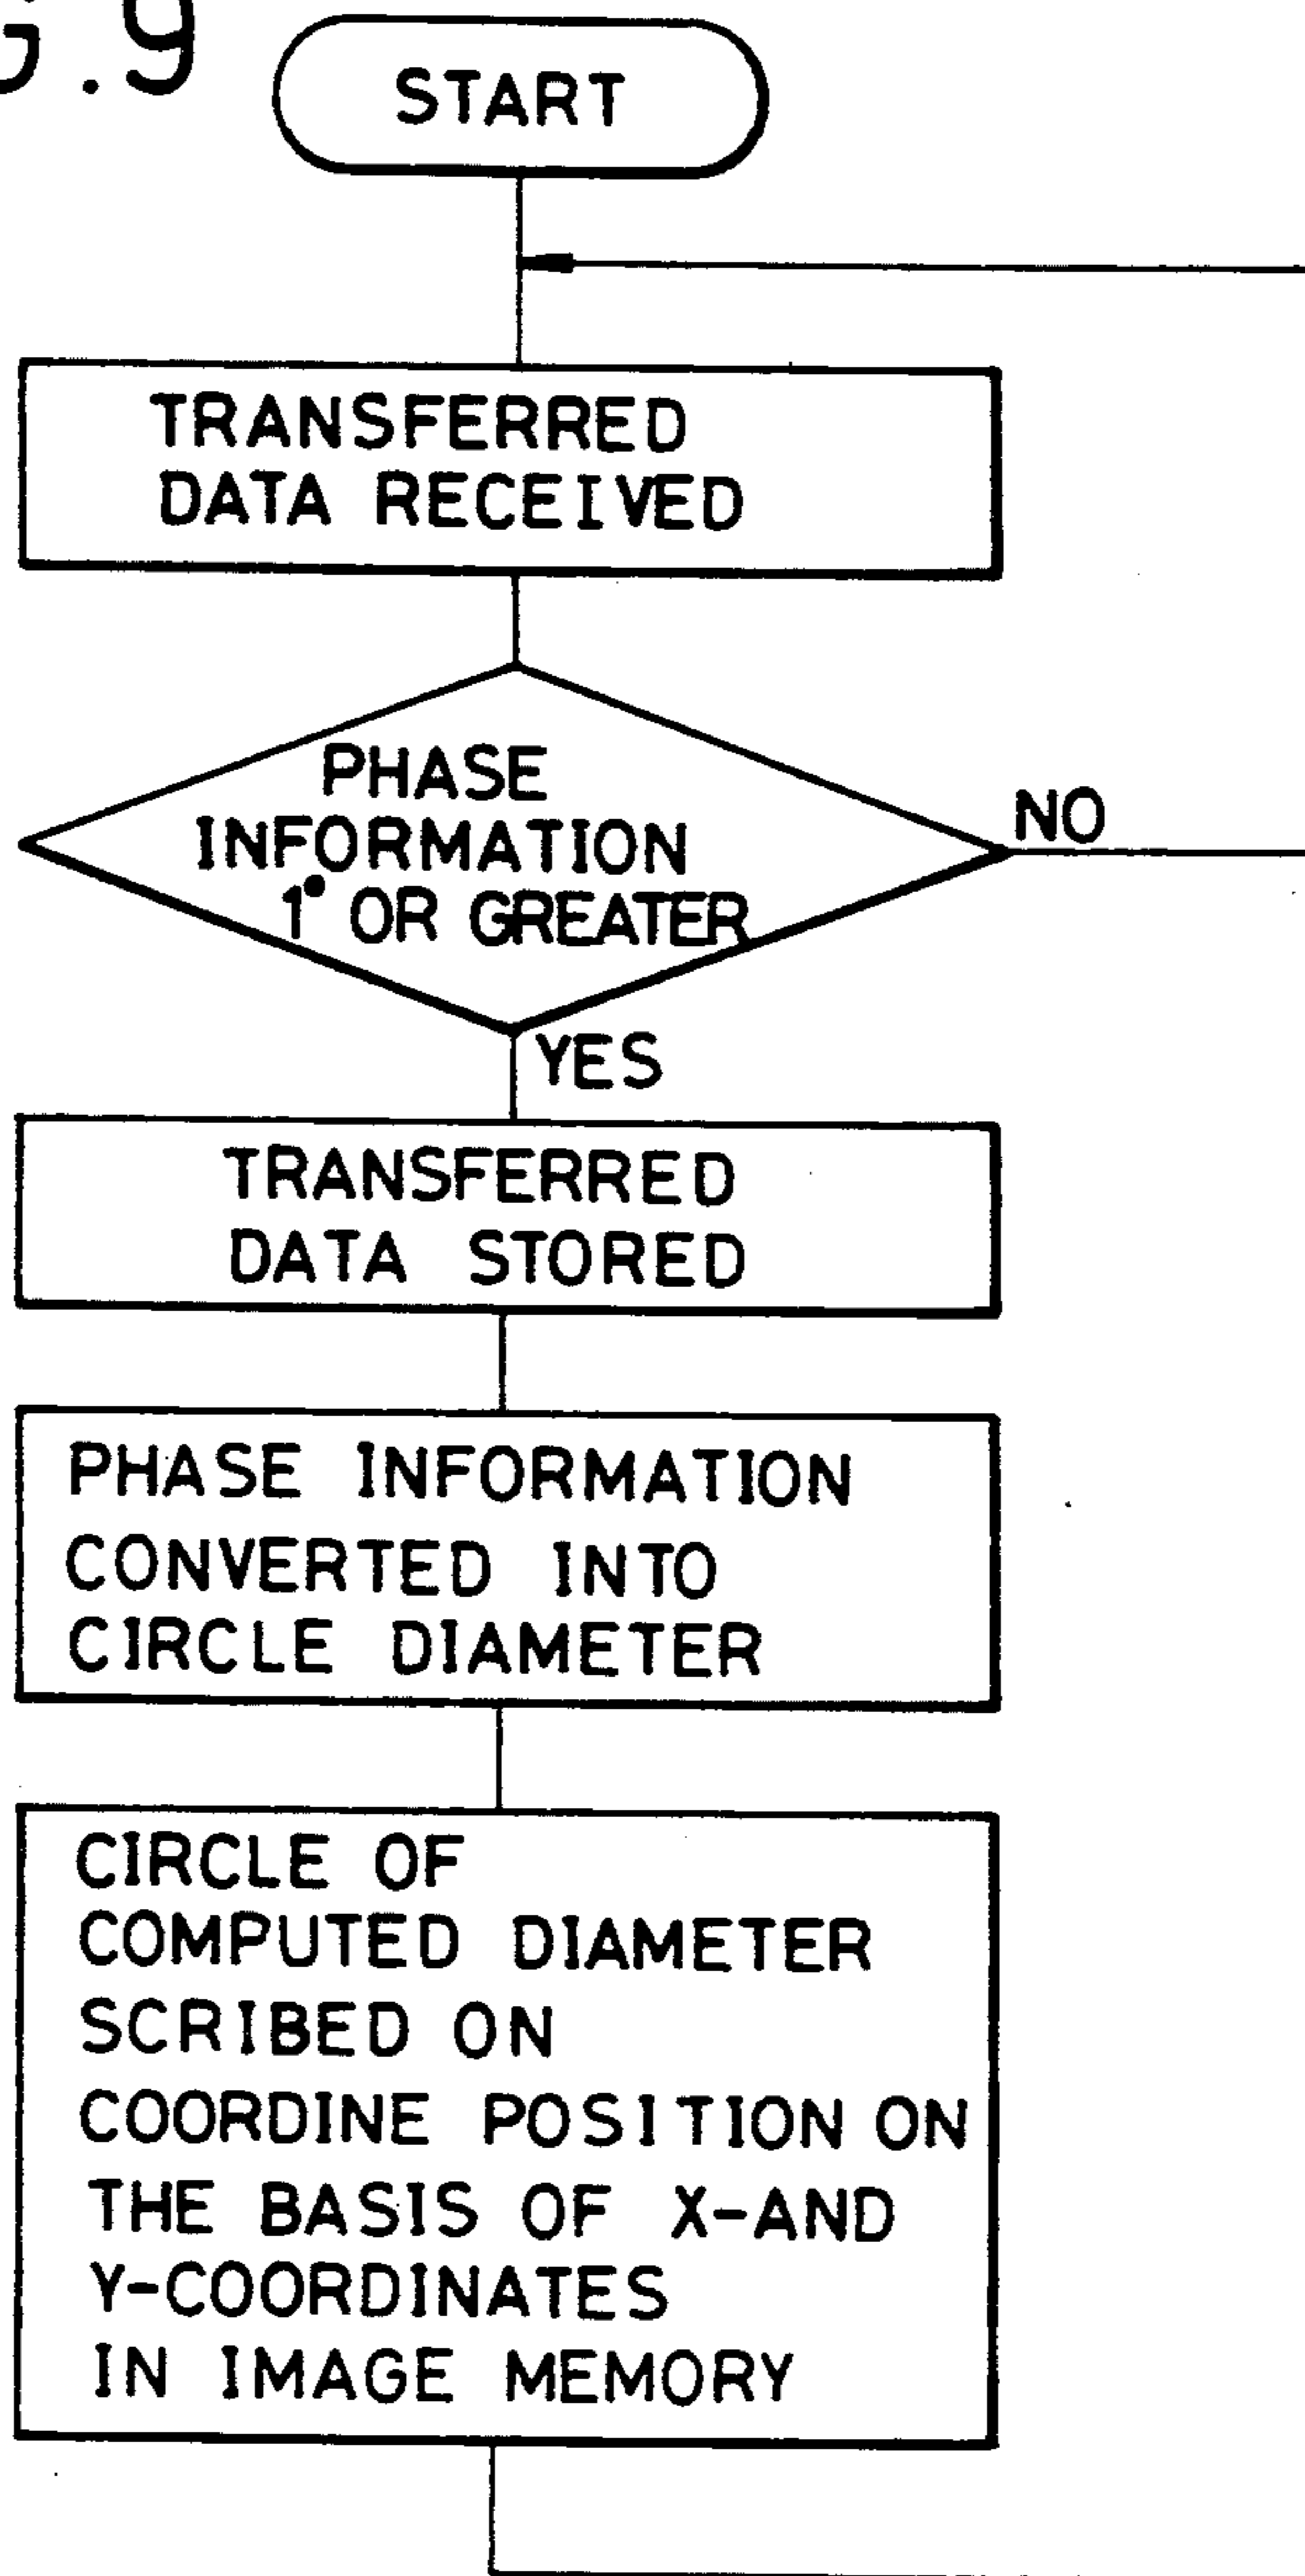 G.9
START
TRANSFERRED
DATA RECEIVED
PHASE
INFORMATION
1° OR GREATER
NO
YES
TRANSFERRED
DATA STORED
PHASE INFORMATION
CONVERTED INTO
CIRCLE DIAMETER
CIRCLE OF
COMPUTED DIAMETER
SCRIBED ON
COORDINE POSITION ON
THE BASIS OF X-AND
Y-COORDINATES
IN IMAGE MEMORY